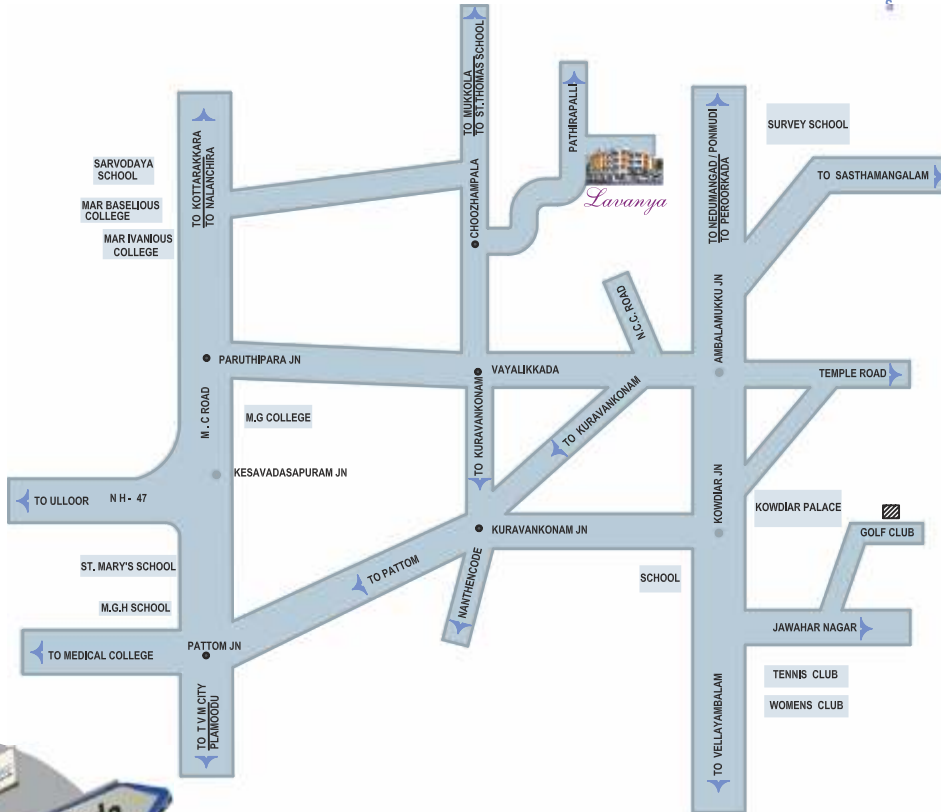 TO MUKKOLA
TO ST.THOMAS SCHOOL
PATHIRAPALLI
TO KOTTARAKKARA
TO NALANCHIRA
TO NEDUMANGAD / PONMUDI
TO PEROORKADA
SURVEY SCHOOL
SARVODAYA
SCHOOL
TO SASTHAMANGALAM
MAR BASELIOUS
COLLEGE
Lavanya
CHOOZHAMPALA
MAR IVANIOUS
COLLEGE
N.C.C. ROAD
AMBALAMUKKU JN
PARUTHIPARA JN
VAYALIKKADA
TEMPLE ROAD
M . C ROAD
M.G COLLEGE
TO KURAVANKONAM
TO KURAVANKONAM
KESAVADASAPURAM JN
KOWDIAR JN
TO ULLOOR
N H - 47
KOWDIAR PALACE
KURAVANKONAM JN
GOLF CLUB
ST. MARY'S SCHOOL
TO PATTOM
NANTHENCODE
SCHOOL
M.G.H SCHOOL
JAWAHAR NAGAR
PATTOM JN
TO MEDICAL COLLEGE
TENNIS CLUB
WOMENS CLUB
TO T V M CITY
PLAMOODU
TO VELLAYAMBALAM